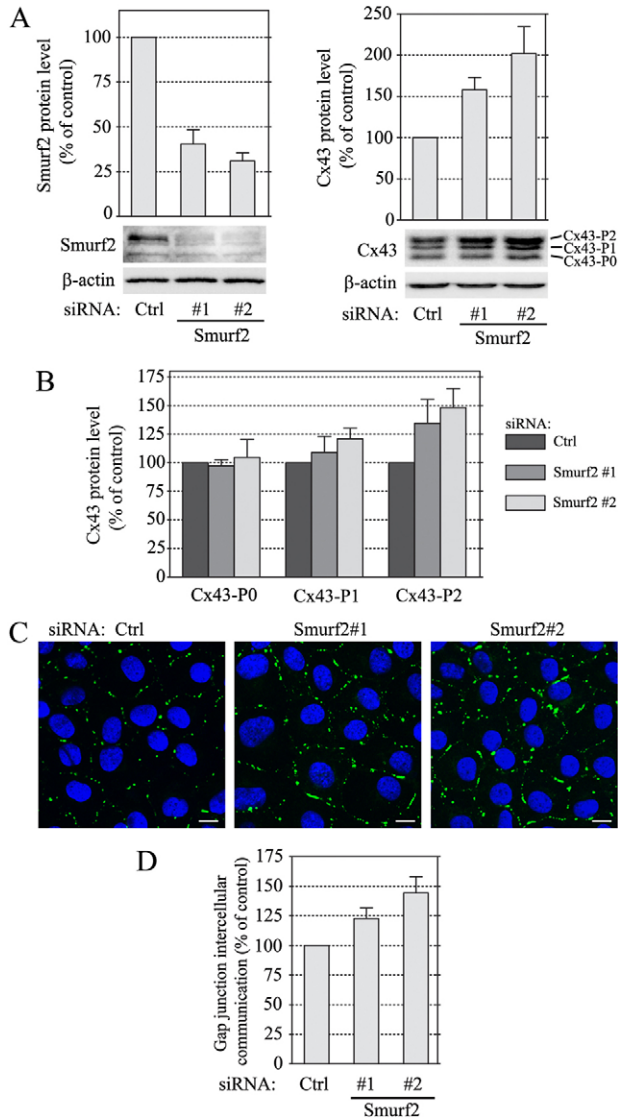 A
Smurf2 protein level
(% of control)
100
75
50
25
0
Smurf2
β-actin
siRNA: Ctrl #1 #2
Smurf2
Cx43 protein level
(% of control)
250
200
150
100
50
0
Cx43
Cx43-P2
Cx43-P1
Cx43-P0
β-actin
siRNA: Ctrl #1 #2
Smurf2
B
Cx43 protein level
(% of control)
175
150
125
100
75
50
25
0
Cx43-P0 Cx43-P1 Cx43-P2
siRNA:
Ctrl
Smurf2 #1
Smurf2 #2
C
siRNA: Ctrl Smurf2#1 Smurf2#2
D
Gap junction intercellular
communication (% of control)
175
150
125
100
75
50
25
0
siRNA: Ctrl #1 #2
Smurf2